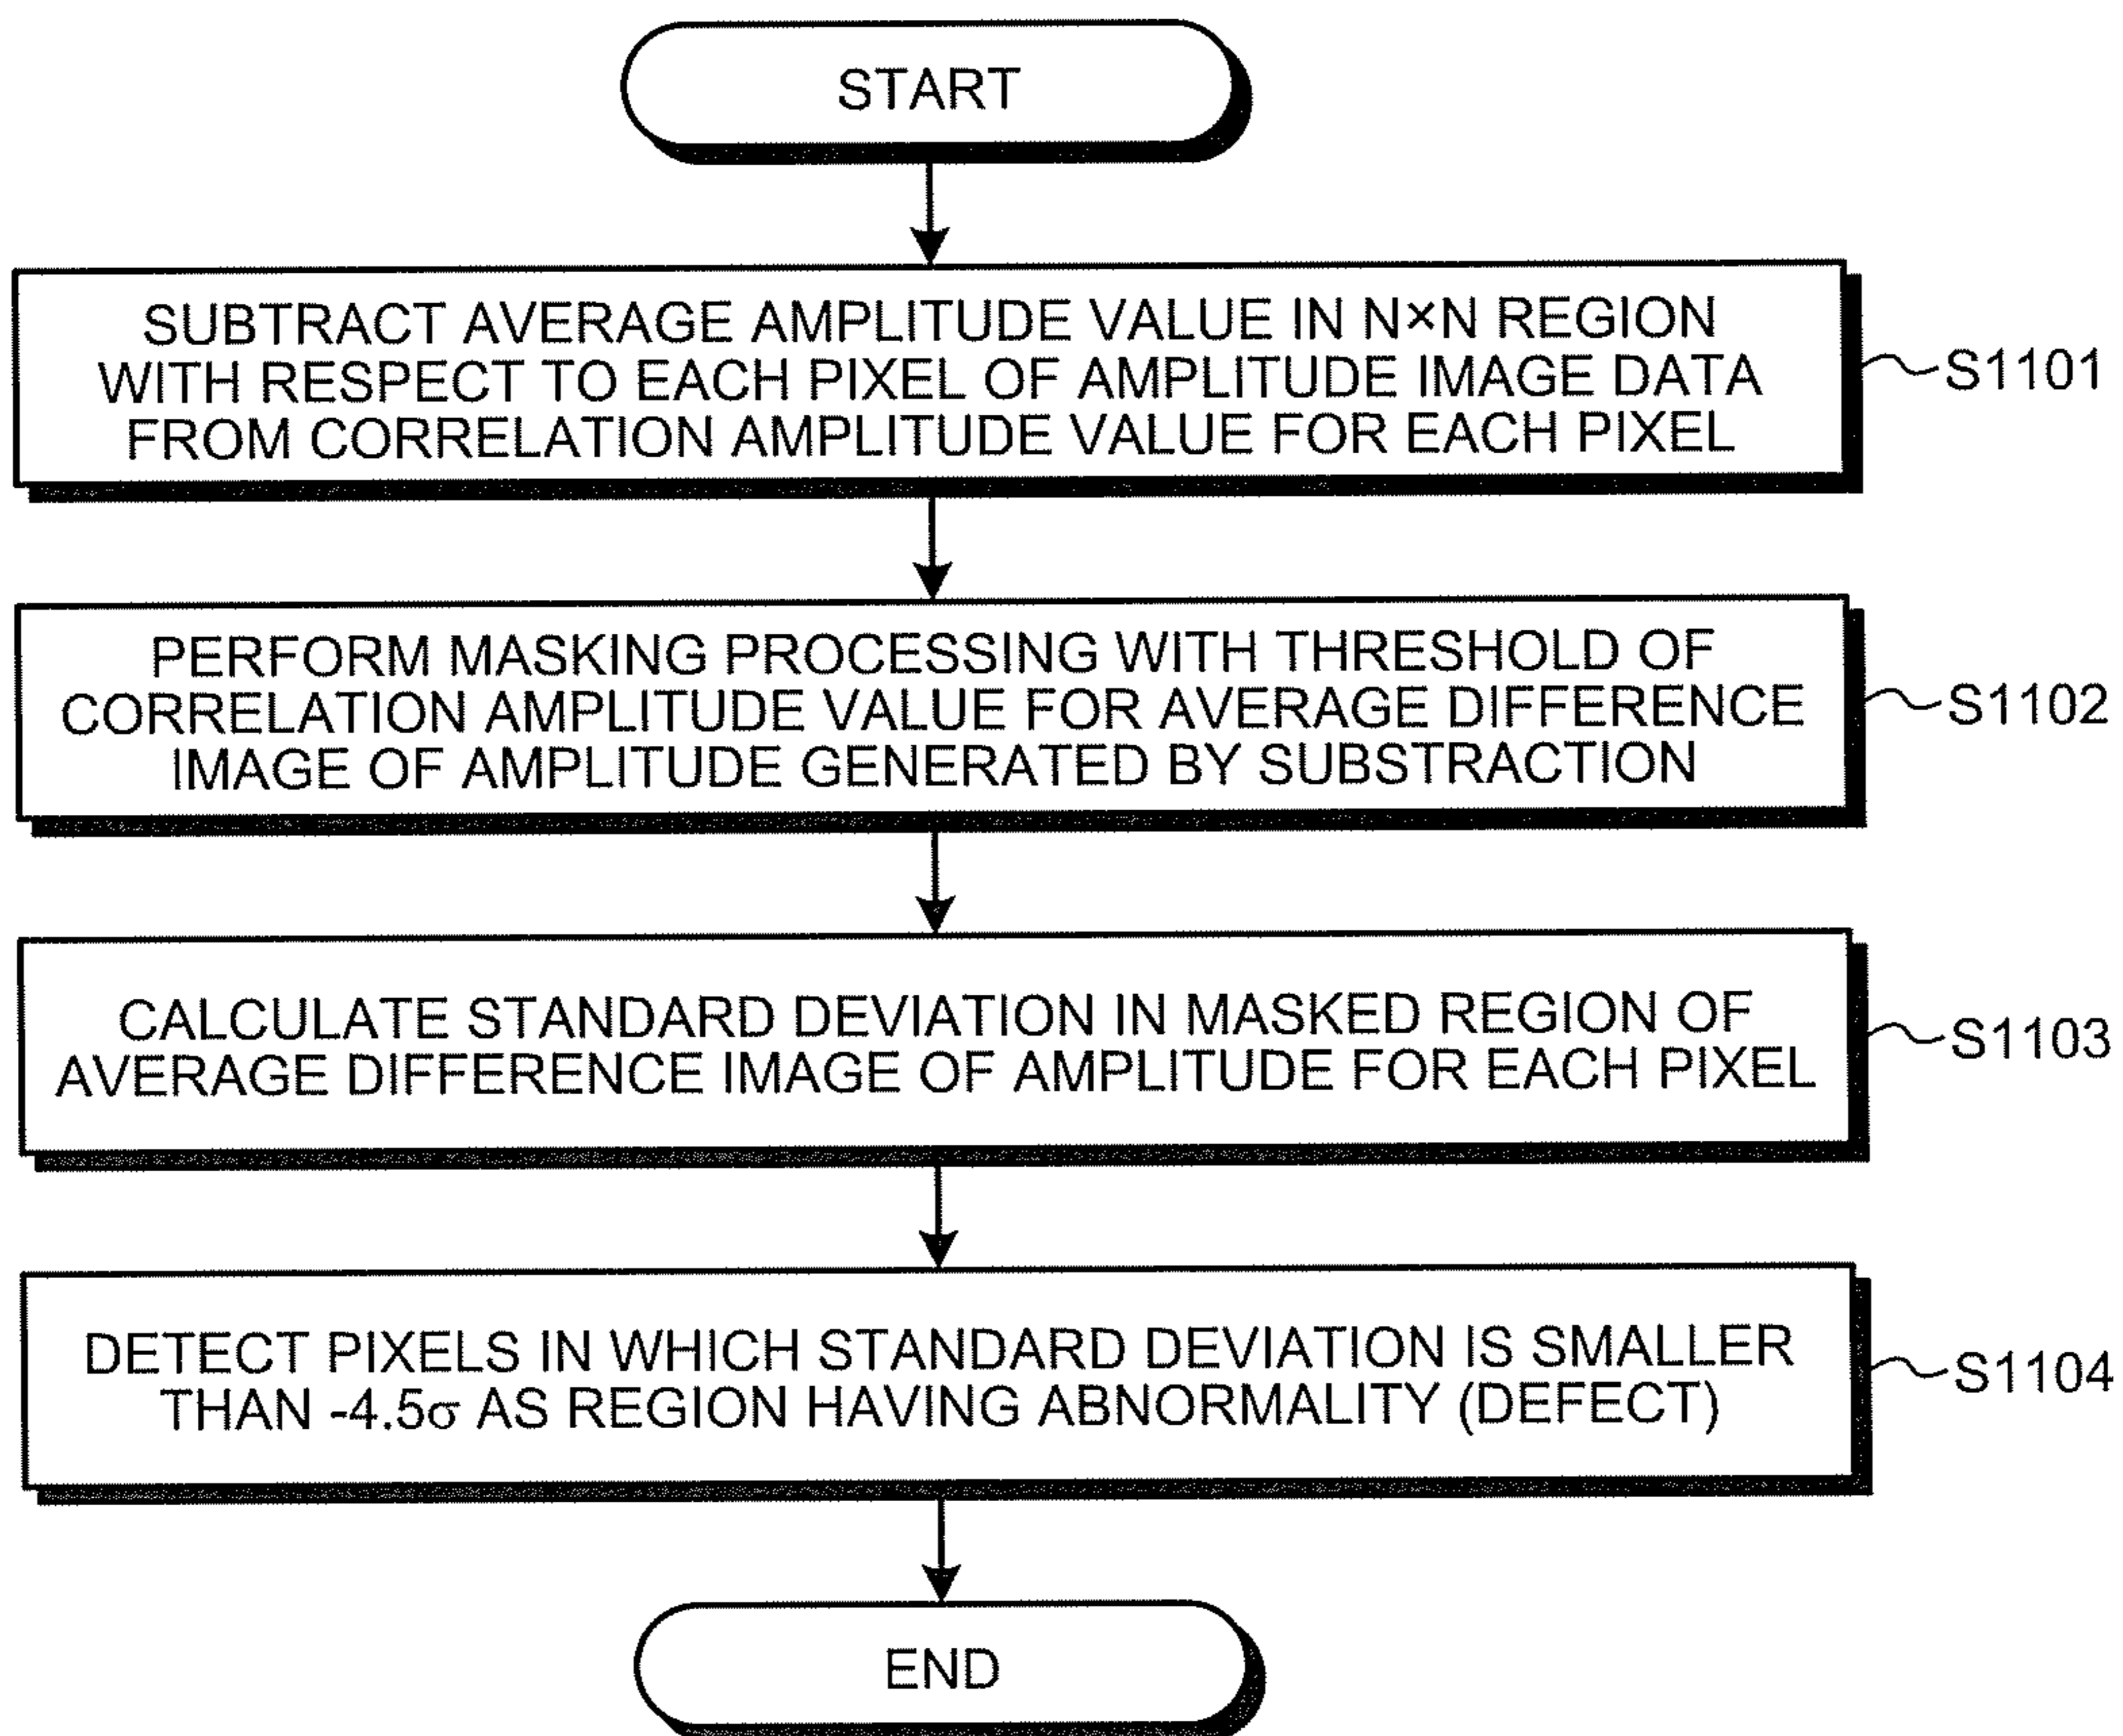 START
SUBTRACT AVERAGE AMPLITUDE VALUE IN N×N REGION
WITH RESPECT TO EACH PIXEL OF AMPLITUDE IMAGE DATA
FROM CORRELATION AMPLITUDE VALUE FOR EACH PIXEL
S1101
PERFORM MASKING PROCESSING WITH THRESHOLD OF
CORRELATION AMPLITUDE VALUE FOR AVERAGE DIFFERENCE
IMAGE OF AMPLITUDE GENERATED BY SUBSTRACTION
S1102
CALCULATE STANDARD DEVIATION IN MASKED REGION OF
AVERAGE DIFFERENCE IMAGE OF AMPLITUDE FOR EACH PIXEL
S1103
DETECT PIXELS IN WHICH STANDARD DEVIATION IS SMALLER
THAN -4.5σ AS REGION HAVING ABNORMALITY (DEFECT)
S1104
END